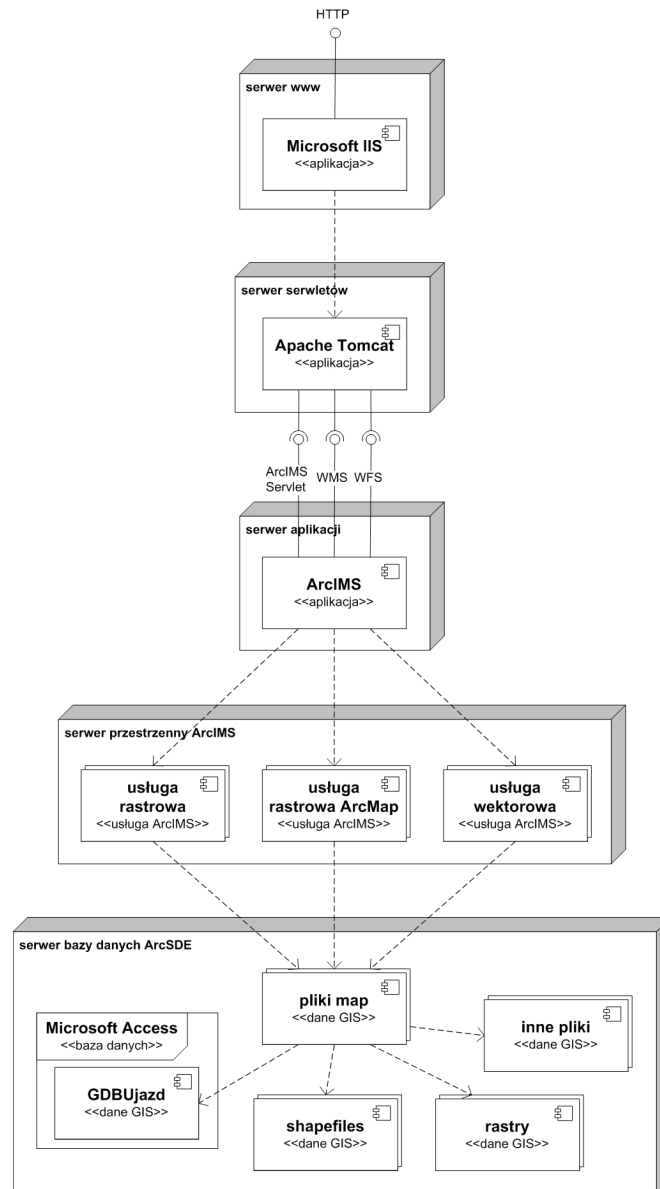 HTTP
serwer www
Microsoft IIS
<<aplikacja>>
serwer serwletów
Apache Tomcat
<<aplikacja>>
ArcIMS
Servlet
WMS
WFS
serwer aplikacji
ArcIMS
<<aplikacja>>
serwer przestrzenny ArcIMS
usługa
rastrowa
<<usługa ArcIMS>>
usługa
rastrowa ArcMap
<<usługa ArcIMS>>
usługa
wektorowa
<<usługa ArcIMS>>
serwer bazy danych ArcSDE
pliki map
<<dane GIS>>
Microsoft Access
<<baza danych>>
inne pliki
<<dane GIS>>
GDBUjazd
<<dane GIS>>
shapefiles
<<dane GIS>>
rastry
<<dane GIS>>